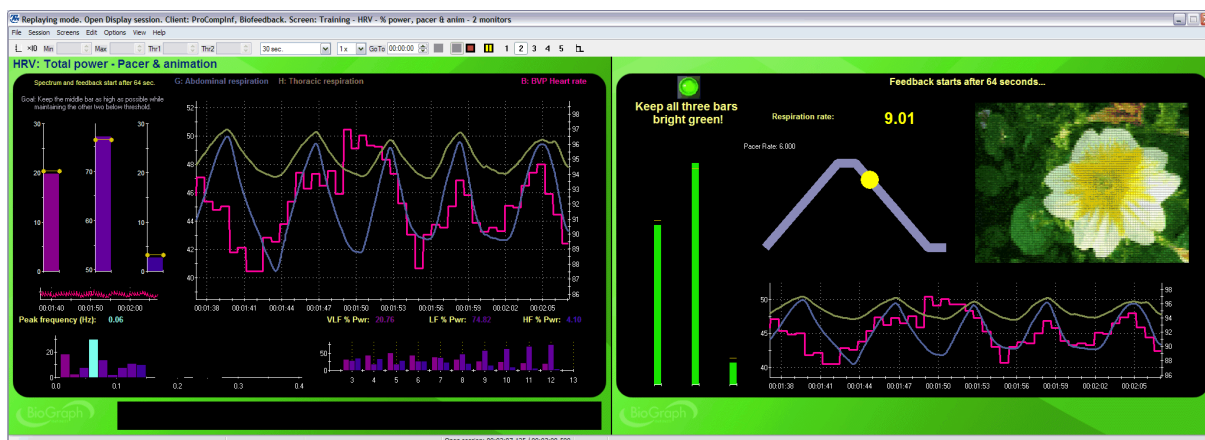 Replaying mode. Open Display session. Client: ProCompInf, Biofeedback. Screen: Training - HRV - % power, pacer & anim - 2 monitors
File Session Screens Edit Options View Help
Min Max Thr1 Thr2 30 sec. 1 x GoTo 00:00:00 1 2 3 4 5
HRV: Total power - Pacer & animation
Spectrum and feedback start after 64 sec.
G: Abdominal respiration H: Thoracic respiration B: BVP Heart rate
Goal: Keep the middle bar as high as possible while
maintaining the other two below threshold.
30 30
20 70 20
10 60 10
0 50 0
52 50 48 46 44 42 40
98 97 96 95 94 93 92 91 90 89 88 87 86
00:01:40 00:01:50 00:02:00
00:01:38 00:01:41 00:01:44 00:01:47 00:01:50 00:01:53 00:01:56 00:01:59 00:02:02 00:02:05
Peak frequency (Hz): 0.06 VLF % Pwr: 20.76 LF % Pwr: 74.82 HF % Pwr: 4.10
20
0
0.0 0.1 0.2 0.3 0.4
50
0
3 4 5 6 7 8 9 10 11 12 13
BioGraph
Feedback starts after 64 seconds...
Keep all three bars
bright green!
Respiration rate: 9.01
Pacer Rate: 6.000
50 45 40
98 96 94 92 90 88 86
00:01:38 00:01:41 00:01:44 00:01:47 00:01:50 00:01:53 00:01:56 00:01:59 00:02:02 00:02:05
BioGraph